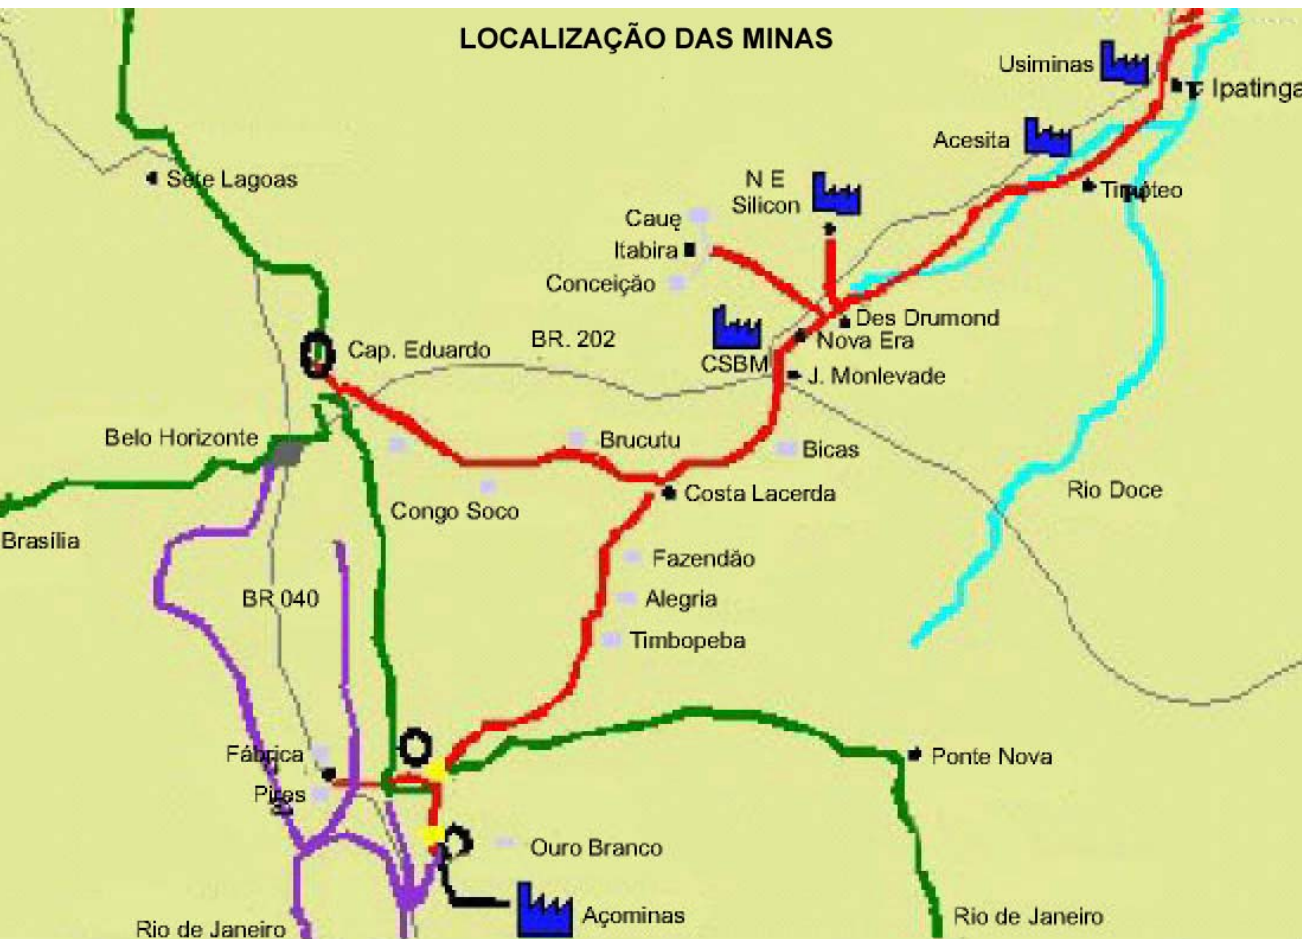 LOCALIZAÇÃO DAS MINAS
Usiminas
Ipatinga
Acesita
Sete Lagoas
N E
Silicon
Timóteo
Cauę
Itabira
Conceição
Des Drumond
BR. 202
Nova Era
Cap. Eduardo
CSBM
J. Monlevade
Belo Horizonte
Brucutu
Bicas
Costa Lacerda
Rio Doce
Congo Soco
Brasília
Fazendão
BR 040
Alegria
Timbopeba
Fábrica
Ponte Nova
Pires
Ouro Branco
Açominas
Rio de Janeiro
Rio de Janeiro